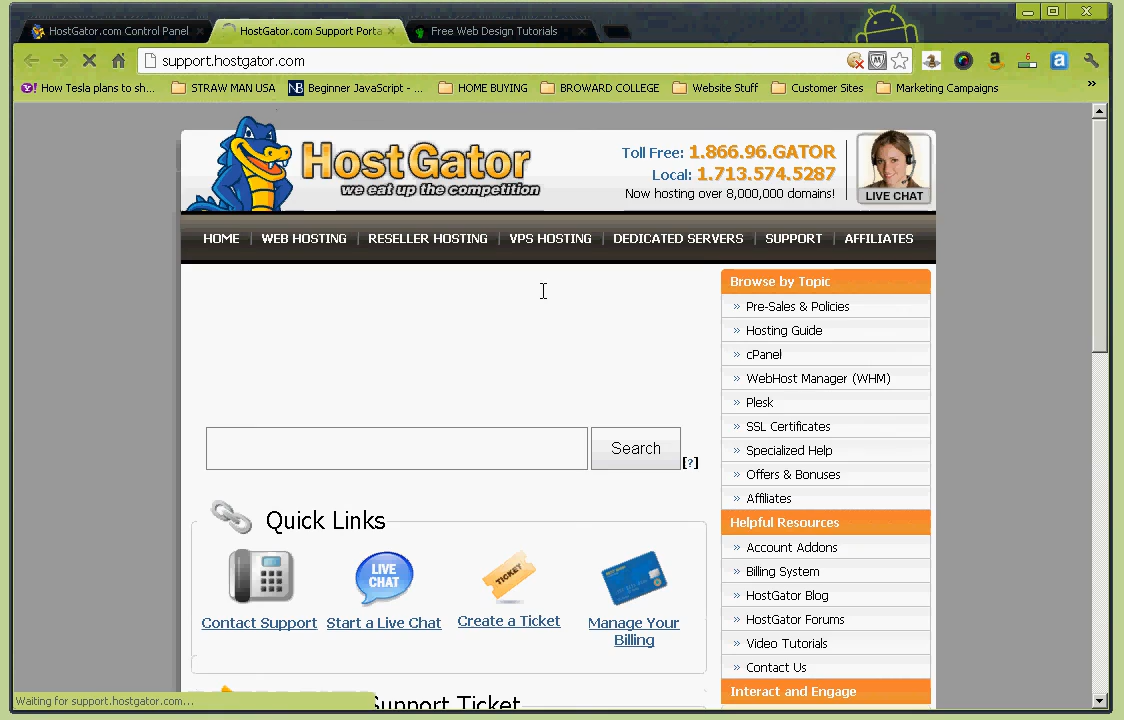 HostGator.com Control Panel
HostGator.com Support Porta
Free Web Design Tutorials
support.hostgator.com
How Tesla plans to sh...
STRAW MAN USA
Beginner JavaScript - ...
HOME BUYING
BROWARD COLLEGE
Website Stuff
Customer Sites
Marketing Campaigns
»
HostGator
we eat up the competition
Toll Free: 1.866.96.GATOR
Local: 1.713.574.5287
Now hosting over 8,000,000 domains!
LIVE CHAT
HOME
WEB HOSTING
RESELLER HOSTING
VPS HOSTING
DEDICATED SERVERS
SUPPORT
AFFILIATES
Search
[?]
Quick Links
LIVE
CHAT
TICKET
Contact Support
Start a Live Chat
Create a Ticket
Manage Your
Billing
Support Ticket
Browse by Topic
» Pre-Sales & Policies
» Hosting Guide
» cPanel
» WebHost Manager (WHM)
» Plesk
» SSL Certificates
» Specialized Help
» Offers & Bonuses
» Affiliates
Helpful Resources
» Account Addons
» Billing System
» HostGator Blog
» HostGator Forums
» Video Tutorials
» Contact Us
Interact and Engage
Waiting for support.hostgator.com...